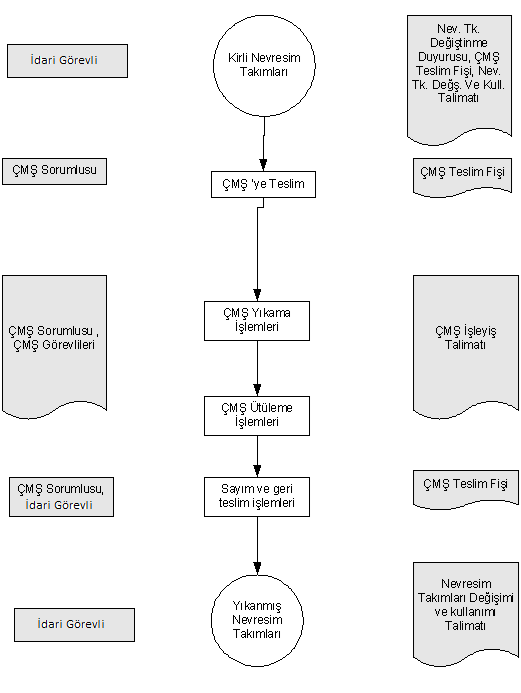 İdari Görevli
Kirli Nevresim
Takımları
Nev. Tk.
Değiştinme
Duyurusu, ÇMŞ
Teslim Fişi, Nev.
Tk. Değş. Ve Kull.
Talimatı
ÇMŞ Sorumlusu
ÇMŞ 'ye Teslim
ÇMŞ Teslim Fişi
ÇMŞ Sorumlusu ,
ÇMŞ Görevlileri
ÇMŞ Yıkama
İşlemleri
ÇMŞ İşleyiş
Talimatı
ÇMŞ Ütüleme
İşlemleri
ÇMŞ Sorumlusu,
İdari Görevli
Sayım ve geri
teslim işlemleri
ÇMŞ Teslim Fişi
İdari Görevli
Yıkanmış
Nevresim
Takımları
Nevresim
Takımları Değişimi
ve kullanımı
Talimatı